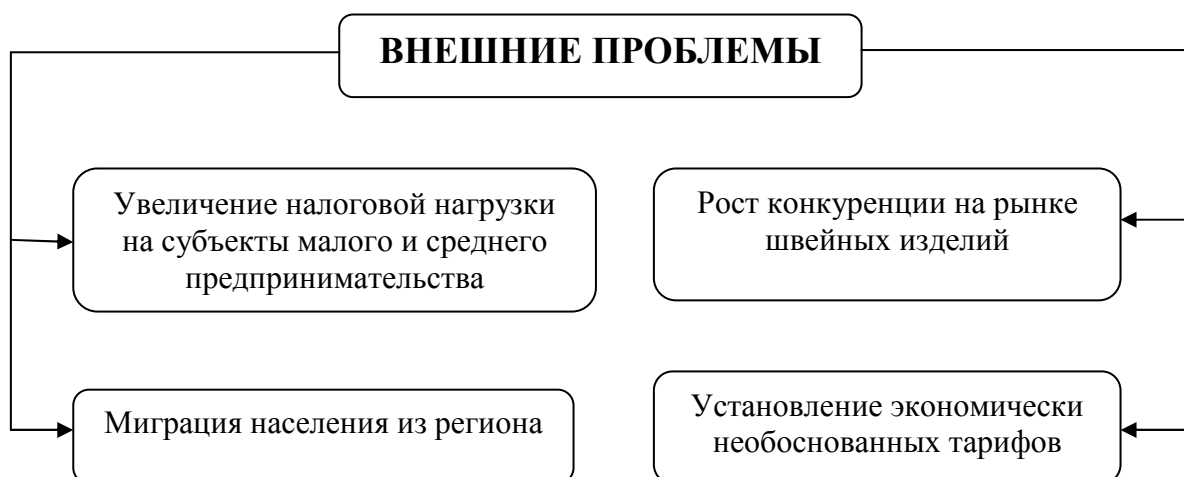 ВНЕШНИЕ ПРОБЛЕМЫ
Увеличение налоговой нагрузки
на субъекты малого и среднего
предпринимательства
Рост конкуренции на рынке
швейных изделий
Миграция населения из региона
Установление экономически
необоснованных тарифов